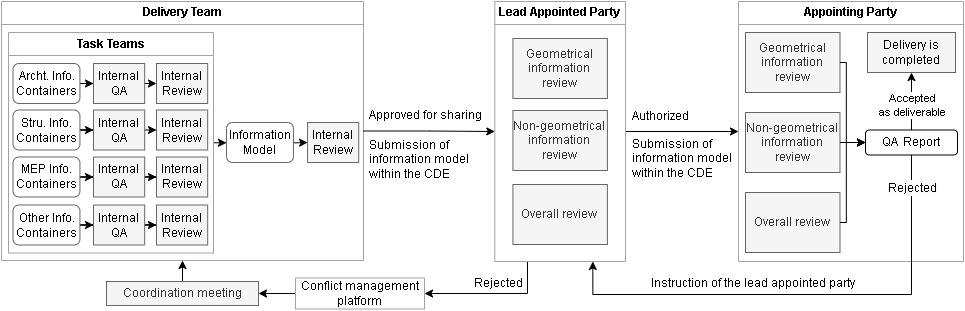 Delivery Team
Task Teams
Archt. Info.
Containers
Internal
QA
Internal
Review
Stru. Info.
Containers
Internal
QA
Internal
Review
MEP Info.
Containers
Internal
QA
Internal
Review
Other Info.
Containers
Internal
QA
Internal
Review
Information
Model
Internal
Review
Approved for sharing
Submission of
information model
within the CDE
Lead Appointed Party
Geometrical
information
review
Non-geometrical
information
review
Overall review
Authorized
Submission of
information model
within the CDE
Appointing Party
Geometrical
information
review
Non-geometrical
information
review
Overall review
Delivery is
completed
Accepted
as deliverable
QA Report
Rejected
Instruction of the lead appointed party
Rejected
Conflict management
platform
Coordination meeting